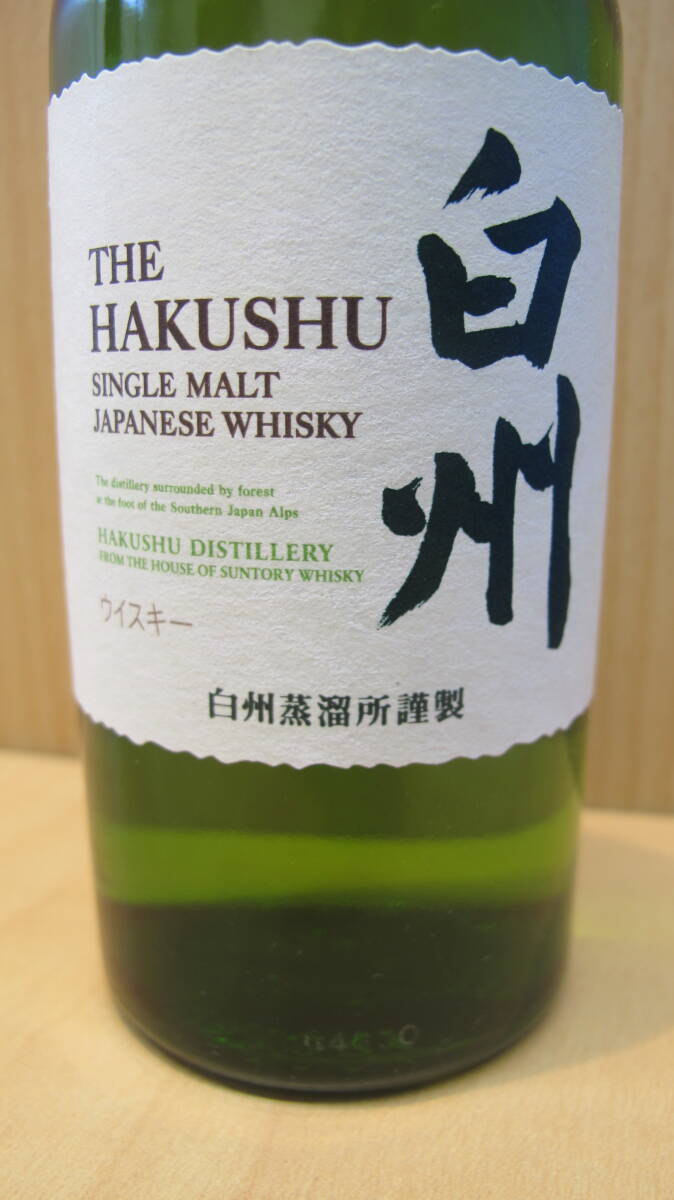 THE
HAKUSHU
SINGLE MALT
JAPANESE WHISKY
白州
The distillery surrounded by forest
at the foot of the Southern Japan Alps
HAKUSHU DISTILLERY
FROM THE HOUSE OF SUNTORY WHISKY
ウイスキー
白州蒸溜所謹製